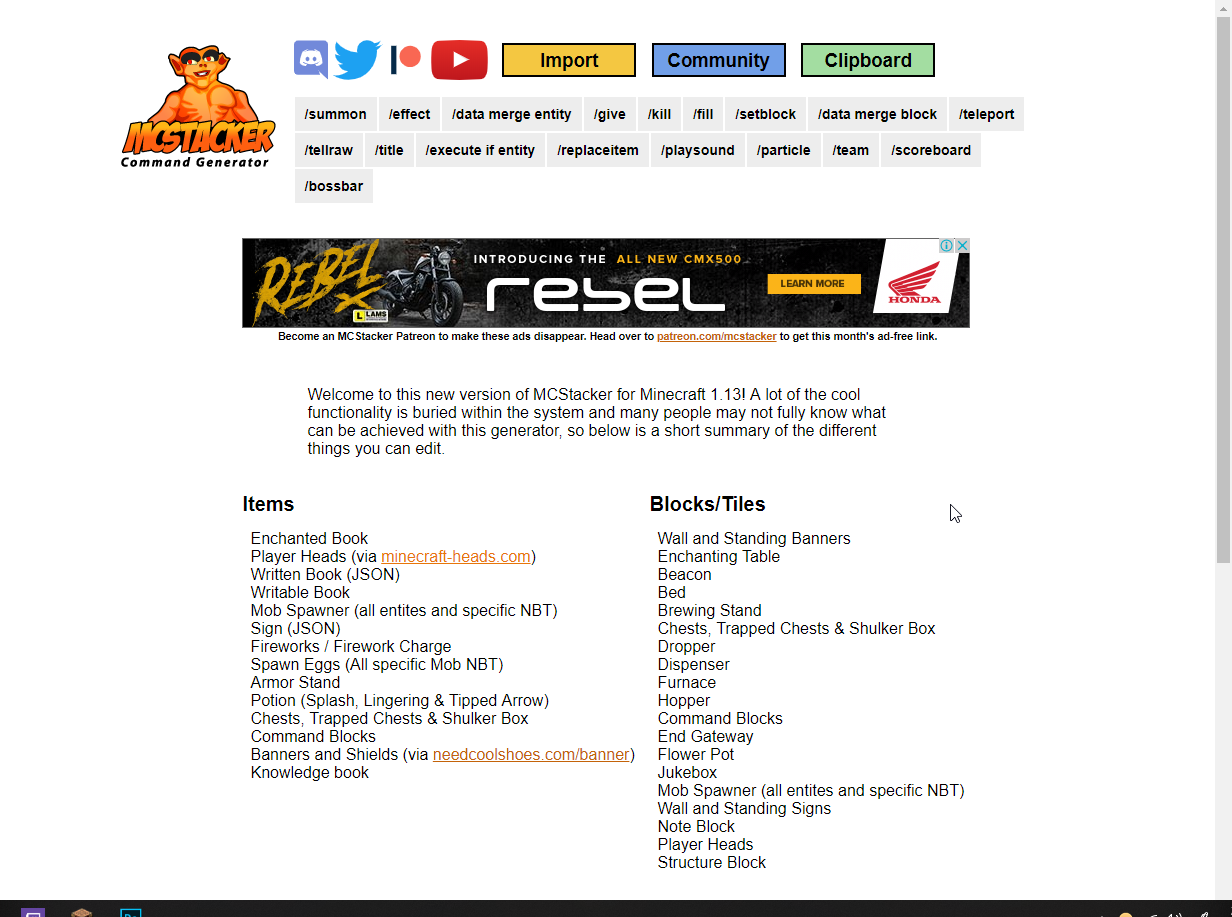 MCSTACKER
Command Generator
Import Community Clipboard
/summon /effect /data merge entity /give /kill /fill /setblock /data merge block /teleport
/tellraw /title /execute if entity /replaceitem /playsound /particle /team /scoreboard
/bossbar
REBEL X
L LAMS
INTRODUCING THE ALL NEW CMX500
rebel
LEARN MORE
HONDA
Become an MCStacker Patreon to make these ads disappear. Head over to patreon.com/mcstacker to get this month's ad-free link.
Welcome to this new version of MCStacker for Minecraft 1.13! A lot of the cool
functionality is buried within the system and many people may not fully know what
can be achieved with this generator, so below is a short summary of the different
things you can edit.
Items
Enchanted Book
Player Heads (via minecraft-heads.com)
Written Book (JSON)
Writable Book
Mob Spawner (all entites and specific NBT)
Sign (JSON)
Fireworks / Firework Charge
Spawn Eggs (All specific Mob NBT)
Armor Stand
Potion (Splash, Lingering & Tipped Arrow)
Chests, Trapped Chests & Shulker Box
Command Blocks
Banners and Shields (via needcoolshoes.com/banner)
Knowledge book
Blocks/Tiles
Wall and Standing Banners
Enchanting Table
Beacon
Bed
Brewing Stand
Chests, Trapped Chests & Shulker Box
Dropper
Dispenser
Furnace
Hopper
Command Blocks
End Gateway
Flower Pot
Jukebox
Mob Spawner (all entites and specific NBT)
Wall and Standing Signs
Note Block
Player Heads
Structure Block